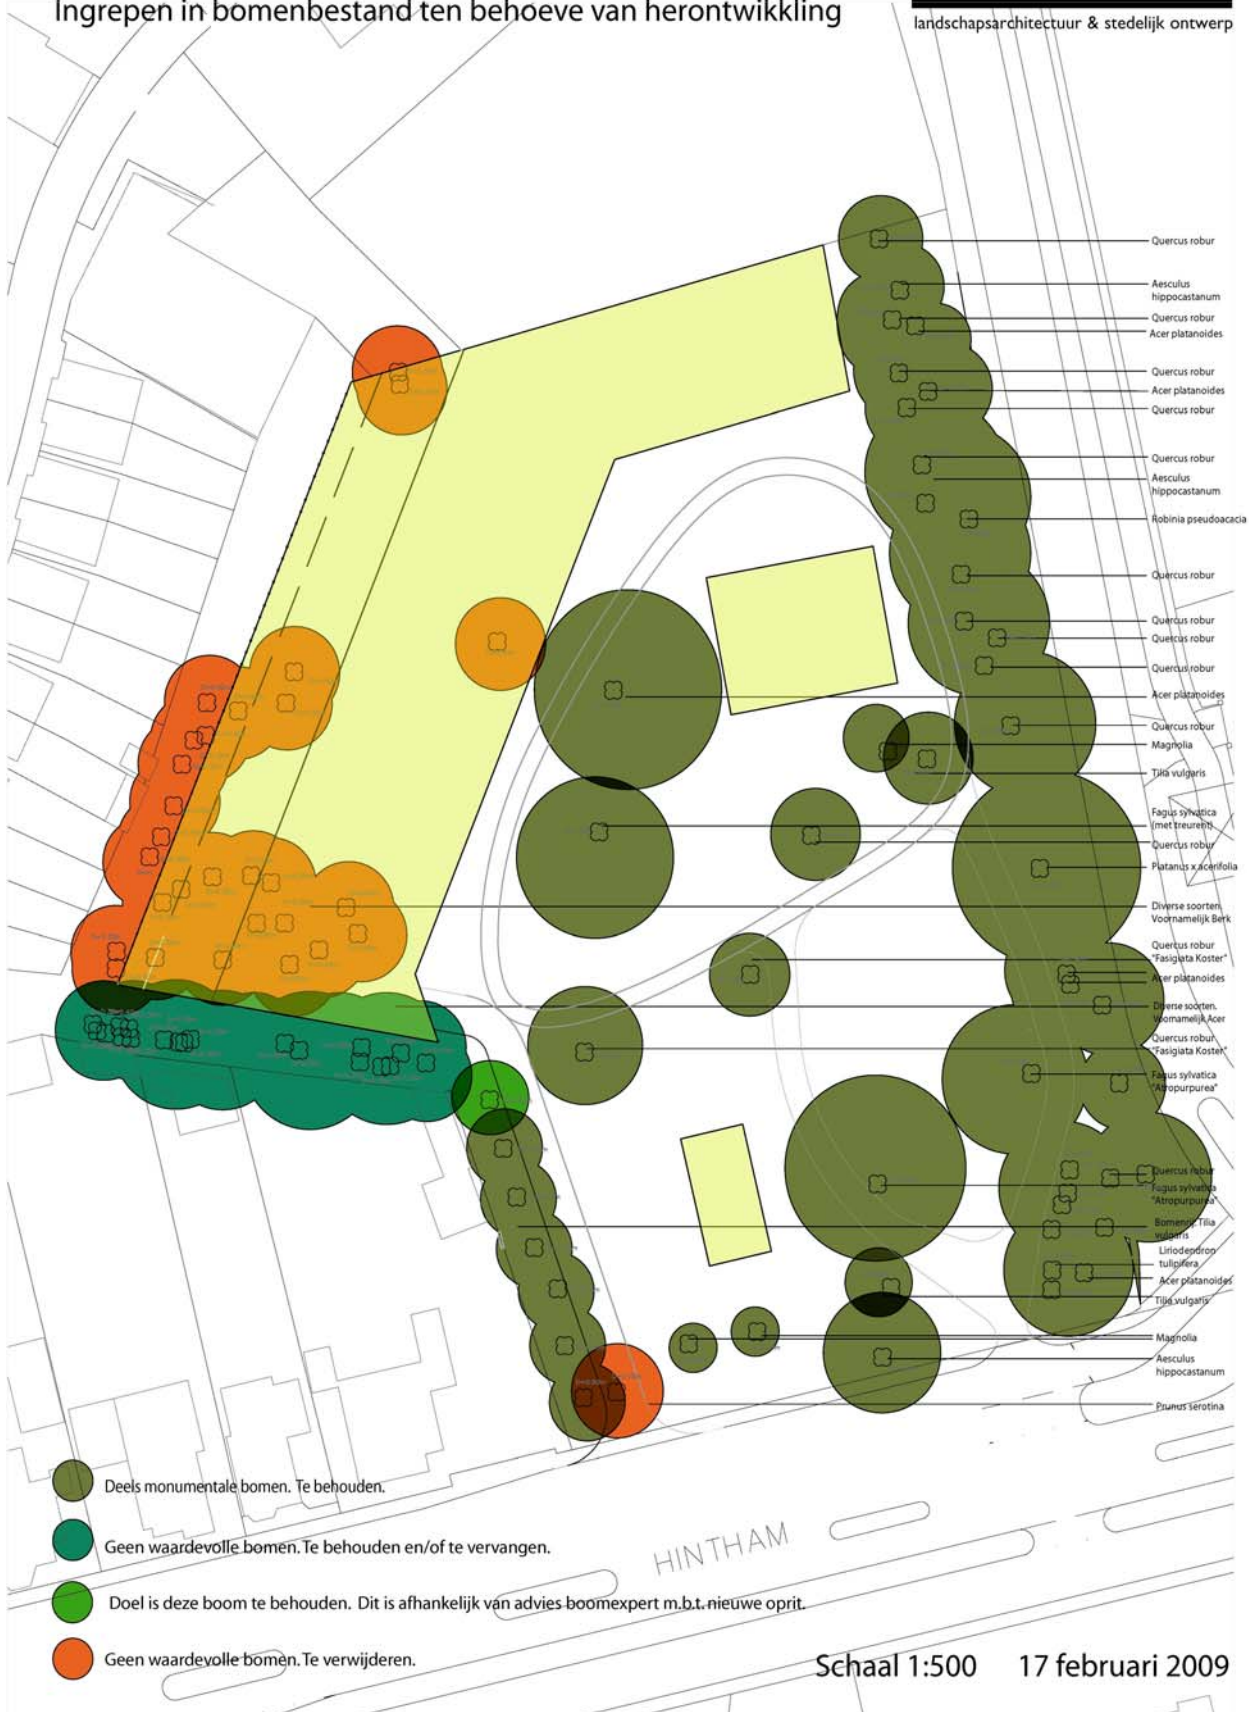 Ingrepen in bomenbestand ten behoeve van herontwikkling
landschapsarchitectuur & stedelijk ontwerp
Quercus robur
Aesculus
hippocastanum
Quercus robur
Acer platanoides
Quercus robur
Acer platanoides
Quercus robur
Quercus robur
Aesculus
hippocastanum
Robinia pseudoacacia
Quercus robur
Quercus robur
Quercus robur
Quercus robur
Acer platanoides
Quercus robur
Magnolia
Tilia vulgaris
Fagus sylvatica
(met treurent)
Quercus robur
Platanus x acerifolia
Diverse soorten.
Voornamelijk Berk
Quercus robur
"Fasigiata Koster"
Acer platanoides
Diverse soorten.
Voornamelijk Acer
Quercus robur
"Fasigiata Koster"
Fagus sylvatica
"Atropurpurea"
Quercus robur
Fagus sylvatica
"Atropurpurea"
Bomenrij Tilia
vulgaris
Liriodendron
tulipifera
Acer platanoides
Tilia vulgaris
Magnolia
Aesculus
hippocastanum
Prunus serotina
Deels monumentale bomen. Te behouden.
Geen waardevolle bomen. Te behouden en/of te vervangen.
HINTHAM
Doel is deze boom te behouden. Dit is afhankelijk van advies boomexpert m.b.t. nieuwe oprit.
Geen waardevolle bomen. Te verwijderen.
Schaal 1:500 17 februari 2009